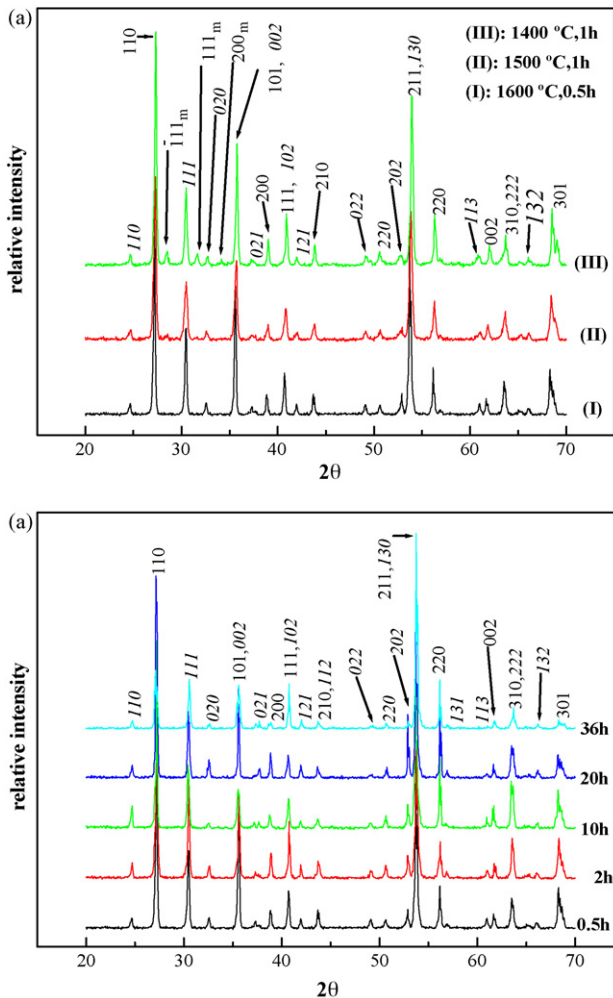 (a)
110
111m
200m
101, 002
211,130
(III): 1400 °C,1h
(II): 1500 °C,1h
(I): 1600 °C,0.5h
-
111m
020
111
200
111, 102
210
202
022
220
310,222
132
301
110
021
121
220
113
002
(III)
(II)
(I)
relative intensity
20 30 40 50 60 70
2θ
(a)
110
211,130
111
101,002
111,102
202
220
002
110
020
021
200
121
210,112
022
220
131
113
310,222
132
301
36h
20h
10h
2h
0.5h
relative intensity
20 30 40 50 60 70
2θ